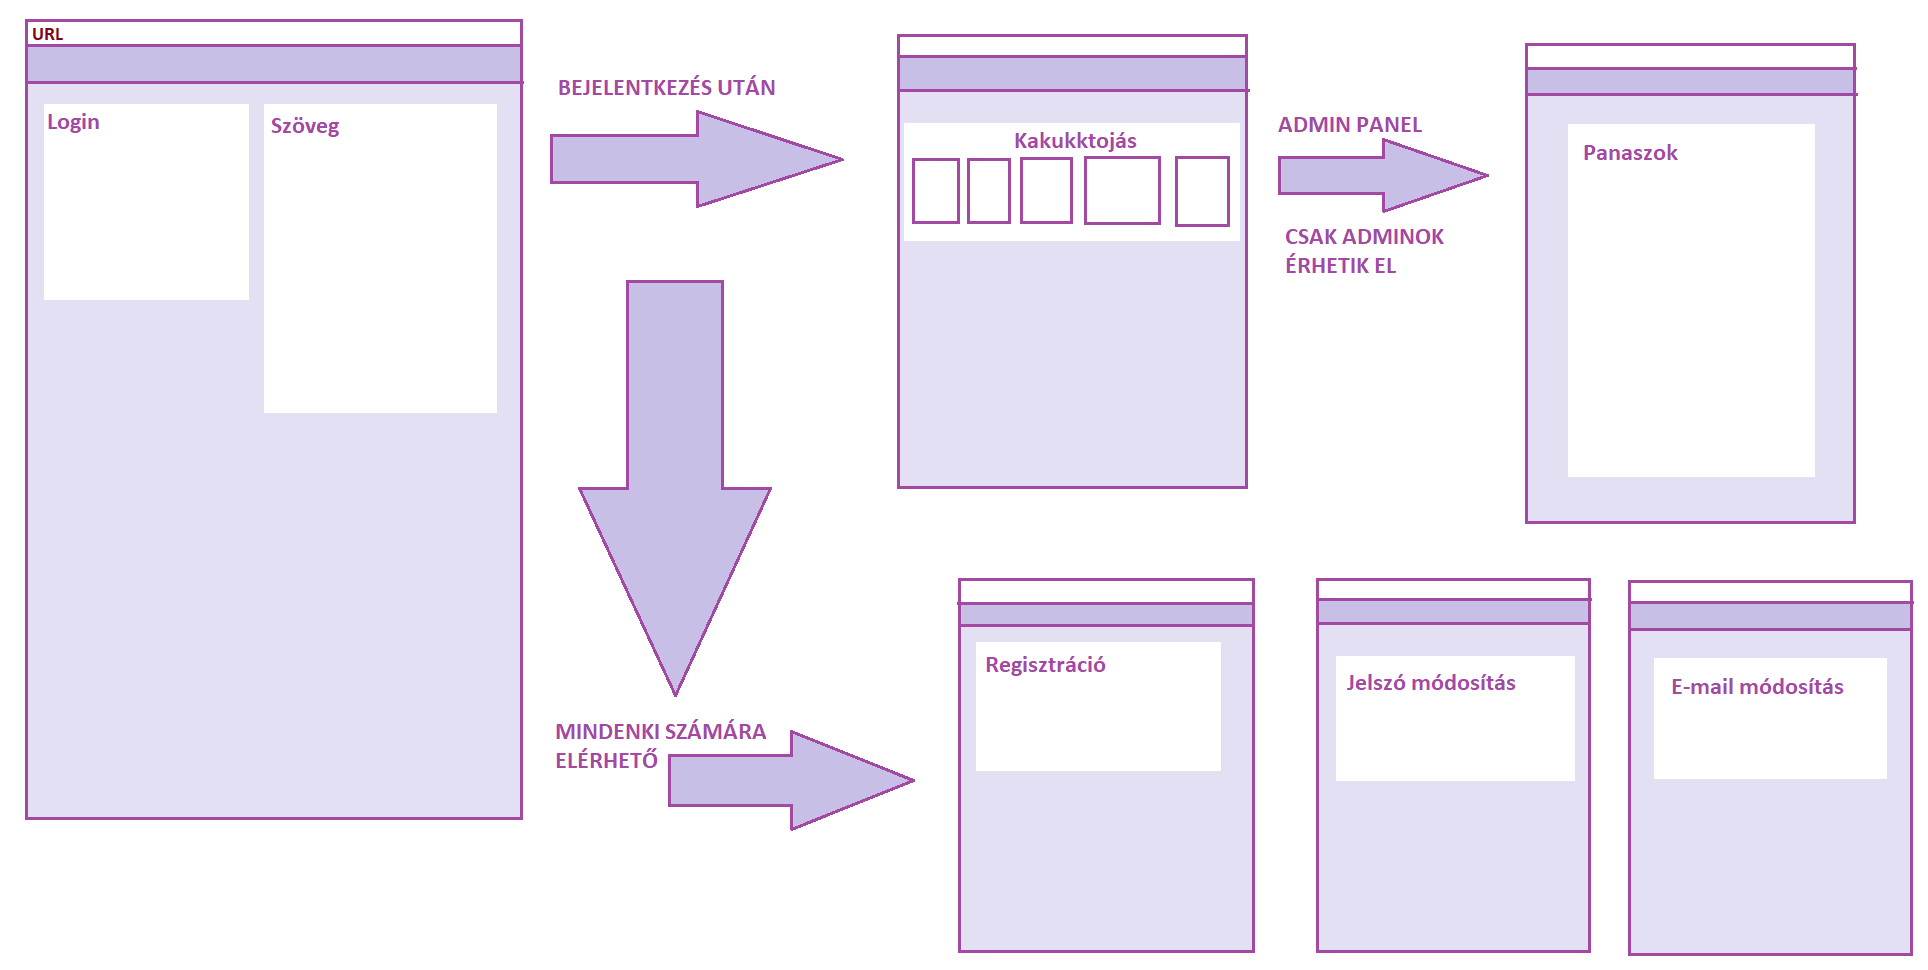 URL
Login
Szöveg
BEJELENTKEZÉS UTÁN
Kakukktojás
ADMIN PANEL
CSAK ADMINOK
ÉRHETIK EL
Panaszok
MINDENKI SZÁMÁRA
ELÉRHETŐ
Regisztráció
Jelszó módosítás
E-mail módosítás